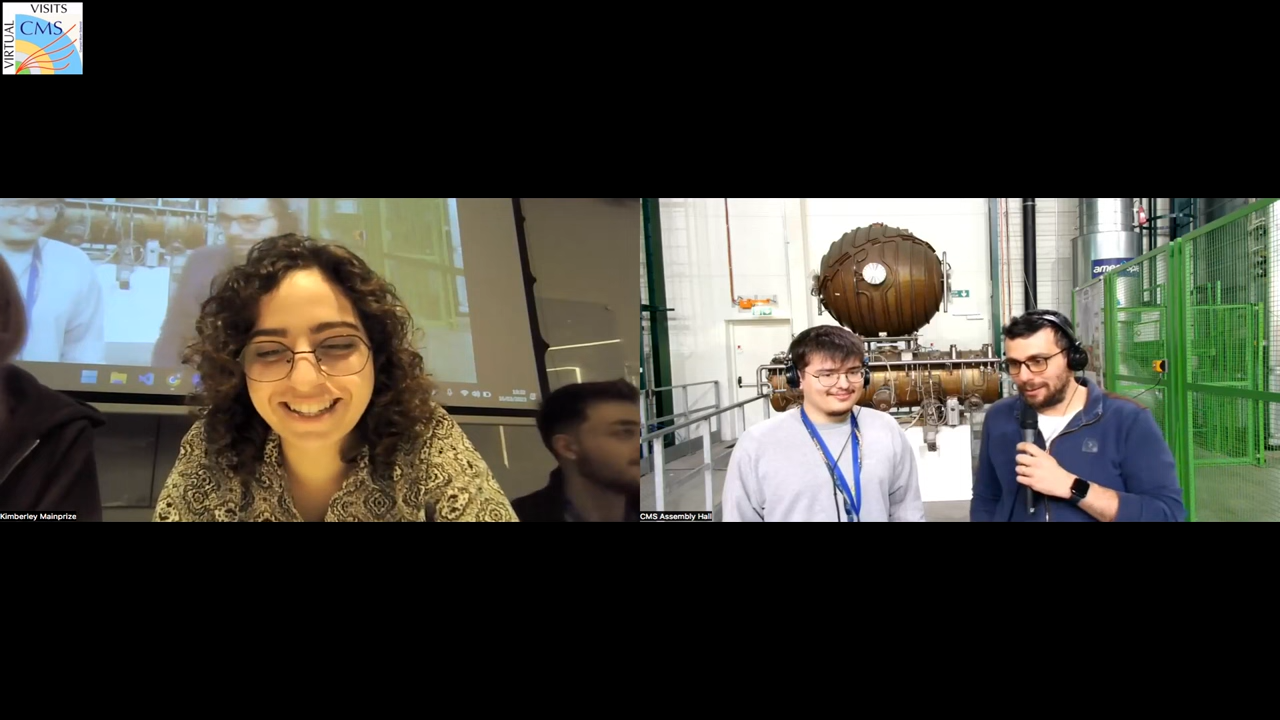 VISITS
CMS
VIRTUAL
Kimberley Mainprize
CMS Assembly Hall